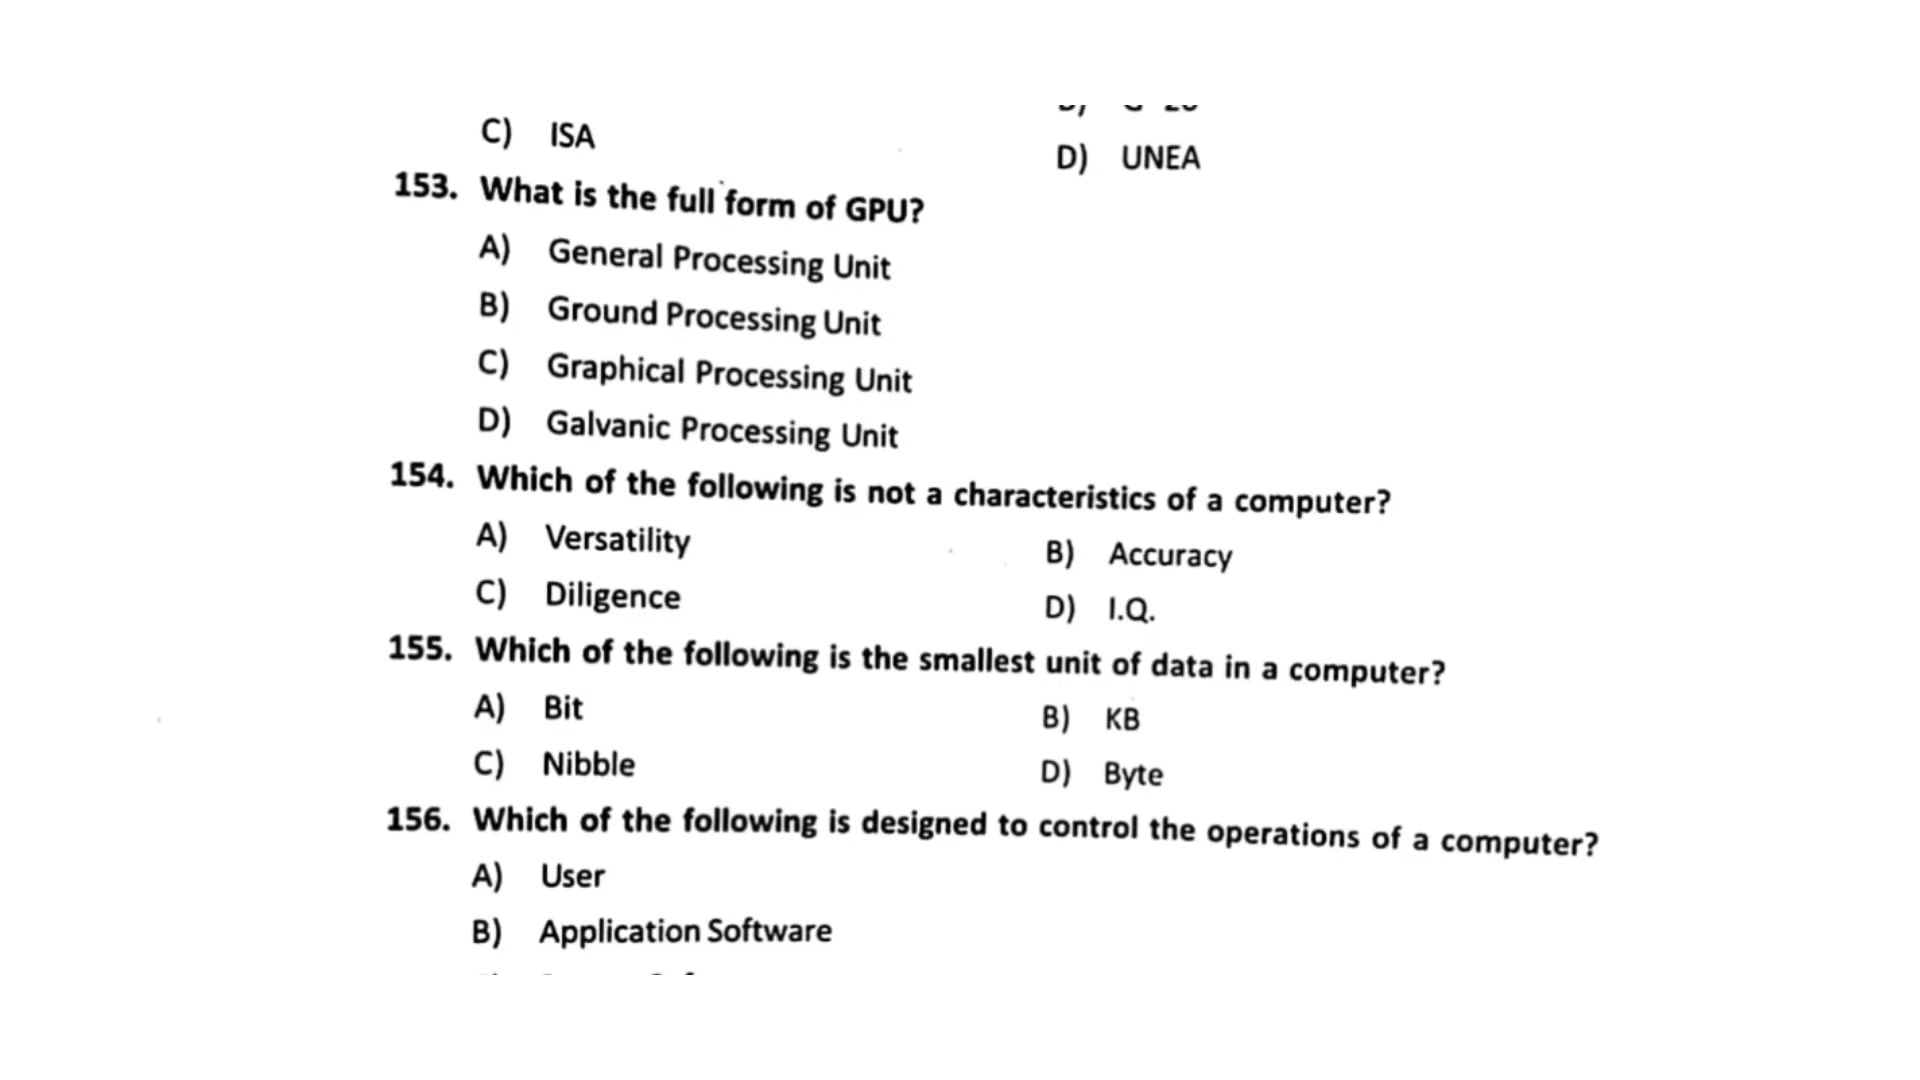 C) ISA
D) UNEA
153. What is the full form of GPU?
A) General Processing Unit
B) Ground Processing Unit
C) Graphical Processing Unit
D) Galvanic Processing Unit
154. Which of the following is not a characteristics of a computer?
A) Versatility B) Accuracy
C) Diligence D) I.Q.
155. Which of the following is the smallest unit of data in a computer?
A) Bit B) KB
C) Nibble D) Byte
156. Which of the following is designed to control the operations of a computer?
A) User
B) Application Software